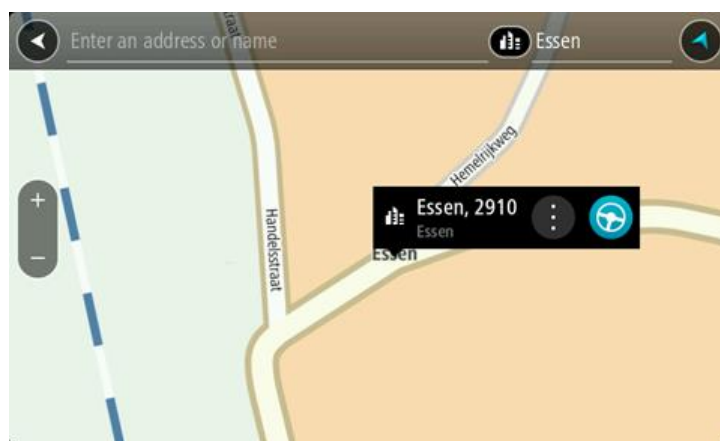 Enter an address or name
Essen
Hemelrijkweg
Essen, 2910
Essen
Essen
Handelsstraat